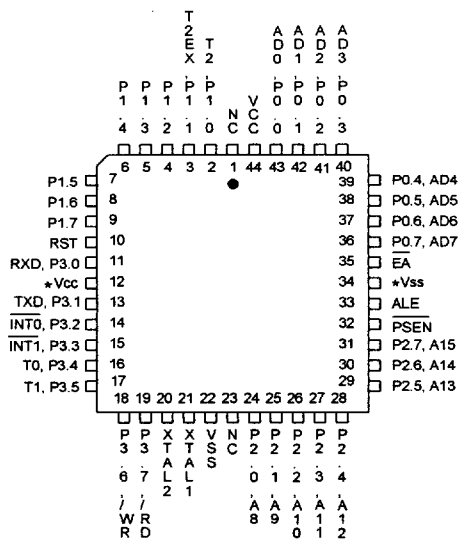 T2EX, P1.1
T2, P1.0
AD0, P0.0
AD1, P0.1
AD2, P0.2
AD3, P0.3
P1.4
P1.3
P1.2
NC
VCC
6 5 4 3 2 1 44 43 42 41 40
P1.5 7
P1.6 8
P1.7 9
RST 10
RXD, P3.0 11
*Vcc 12
TXD, P3.1 13
INT0, P3.2 14
INT1, P3.3 15
T0, P3.4 16
T1, P3.5 17
39 P0.4, AD4
38 P0.5, AD5
37 P0.6, AD6
36 P0.7, AD7
35 EA
34 *Vss
33 ALE
32 PSEN
31 P2.7, A15
30 P2.6, A14
29 P2.5, A13
18 19 20 21 22 23 24 25 26 27 28
P3.6,/WR
P3.7,/RD
XTAL2
XTAL1
VSS
NC
P2.0,A8
P2.1,A9
P2.2,A10
P2.3,A11
P2.4,A12